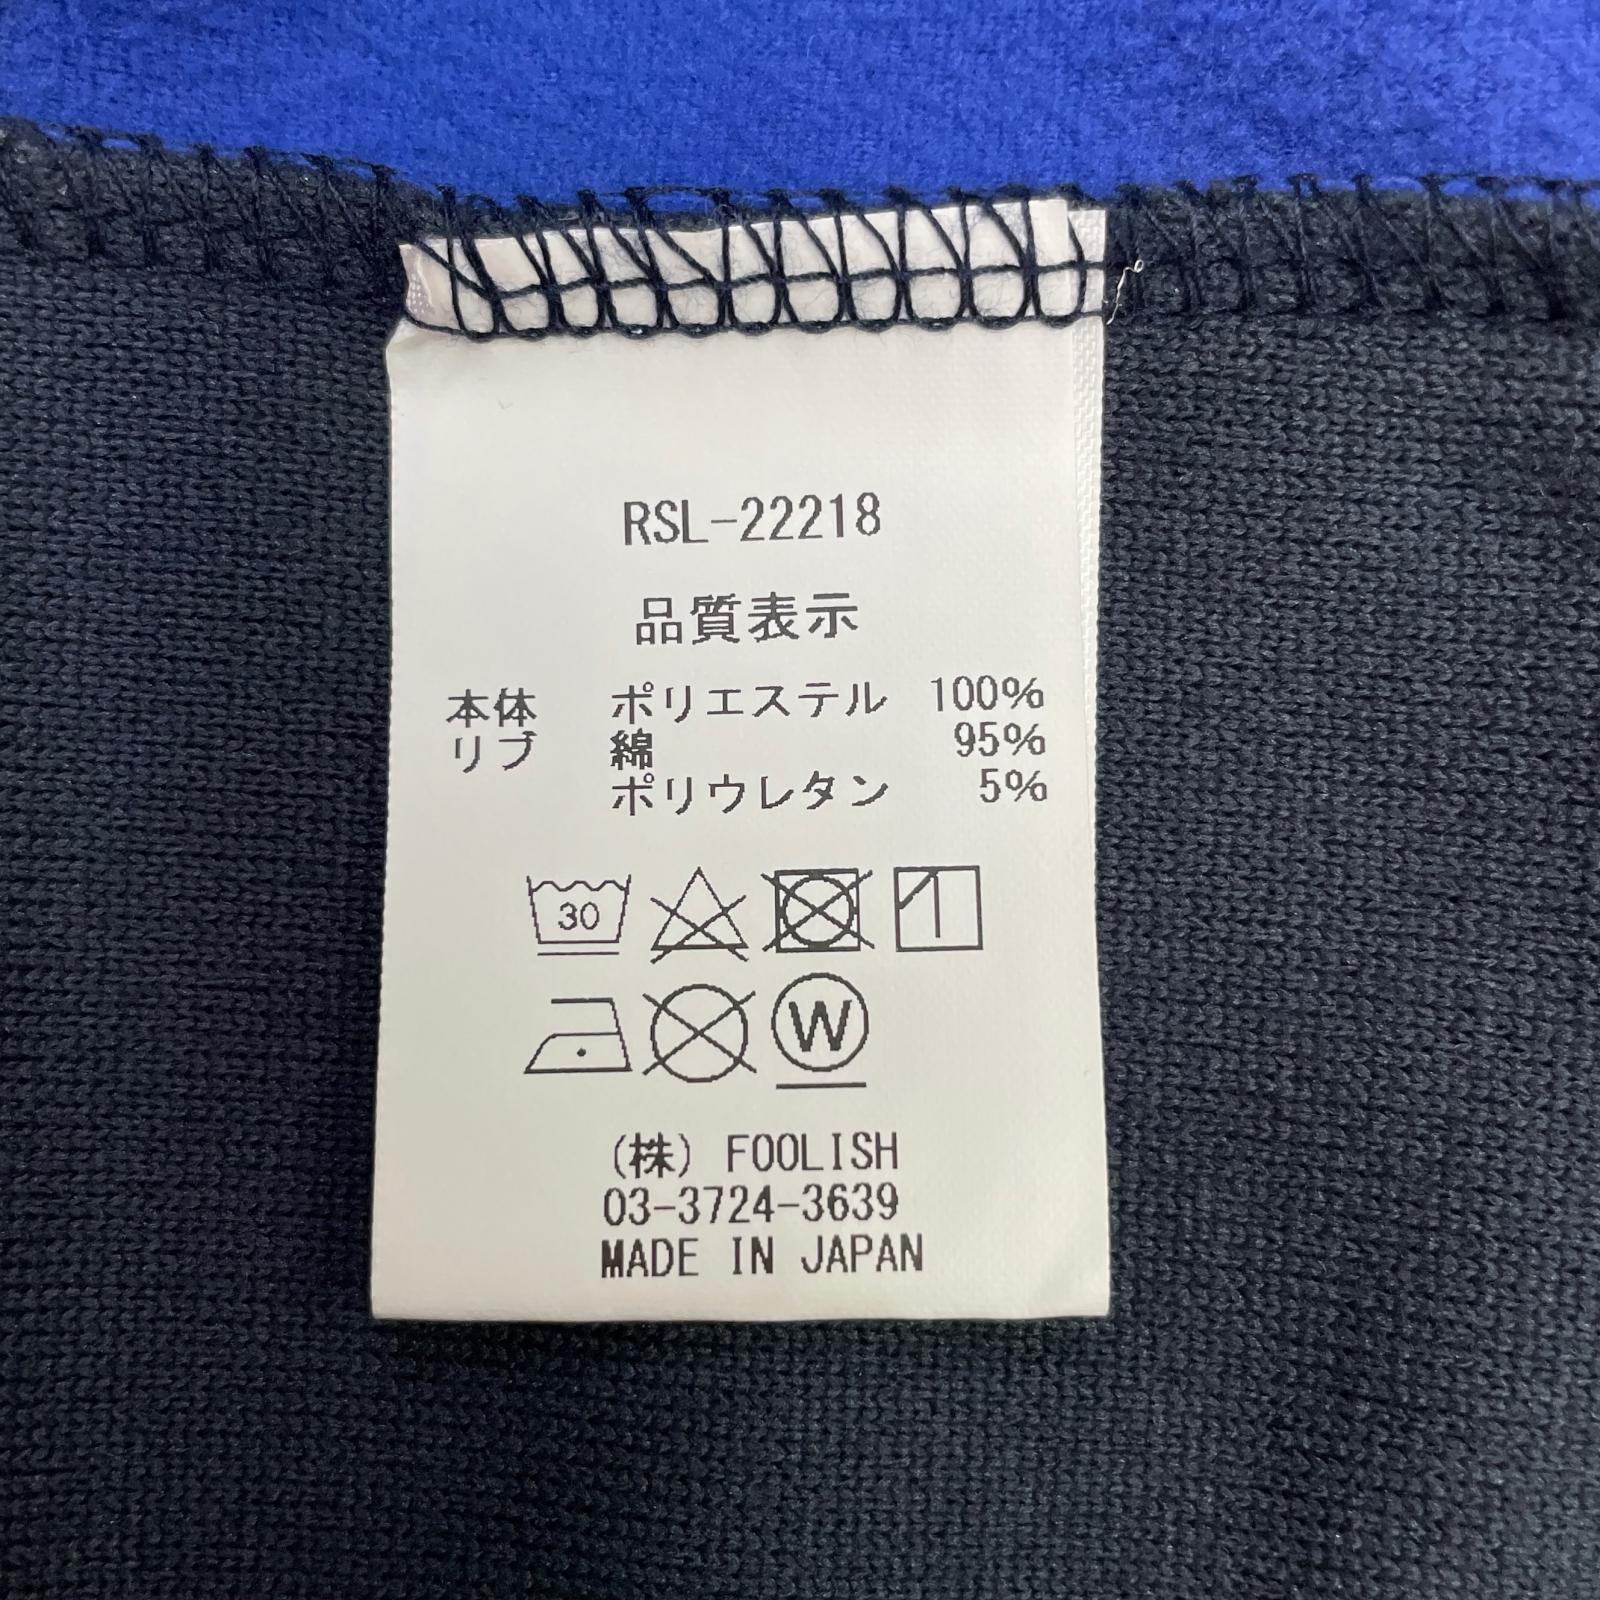 RSL-22218
品質表示
本体 ポリエステル 100%
リブ 綿 95%
ポリウレタン 5%
30
W
(株) FOOLISH
03-3724-3639
MADE IN JAPAN